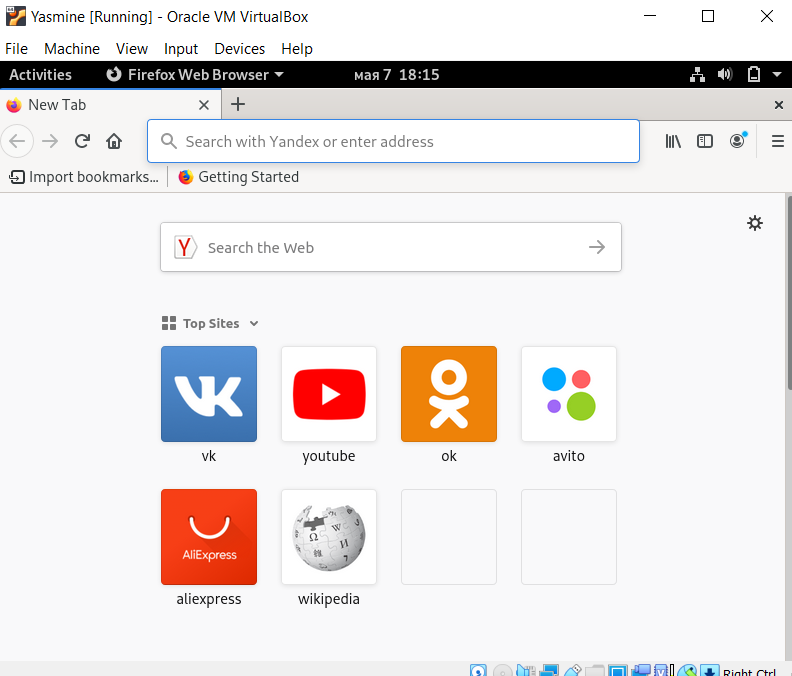 Yasmine [Running] - Oracle VM VirtualBox
File Machine View Input Devices Help
Activities Firefox Web Browser мая 7 18:15
New Tab
Search with Yandex or enter address
Import bookmarks... Getting Started
Y Search the Web
Top Sites
vk youtube ok avito
AliExpress
aliexpress wikipedia
Right Ctrl